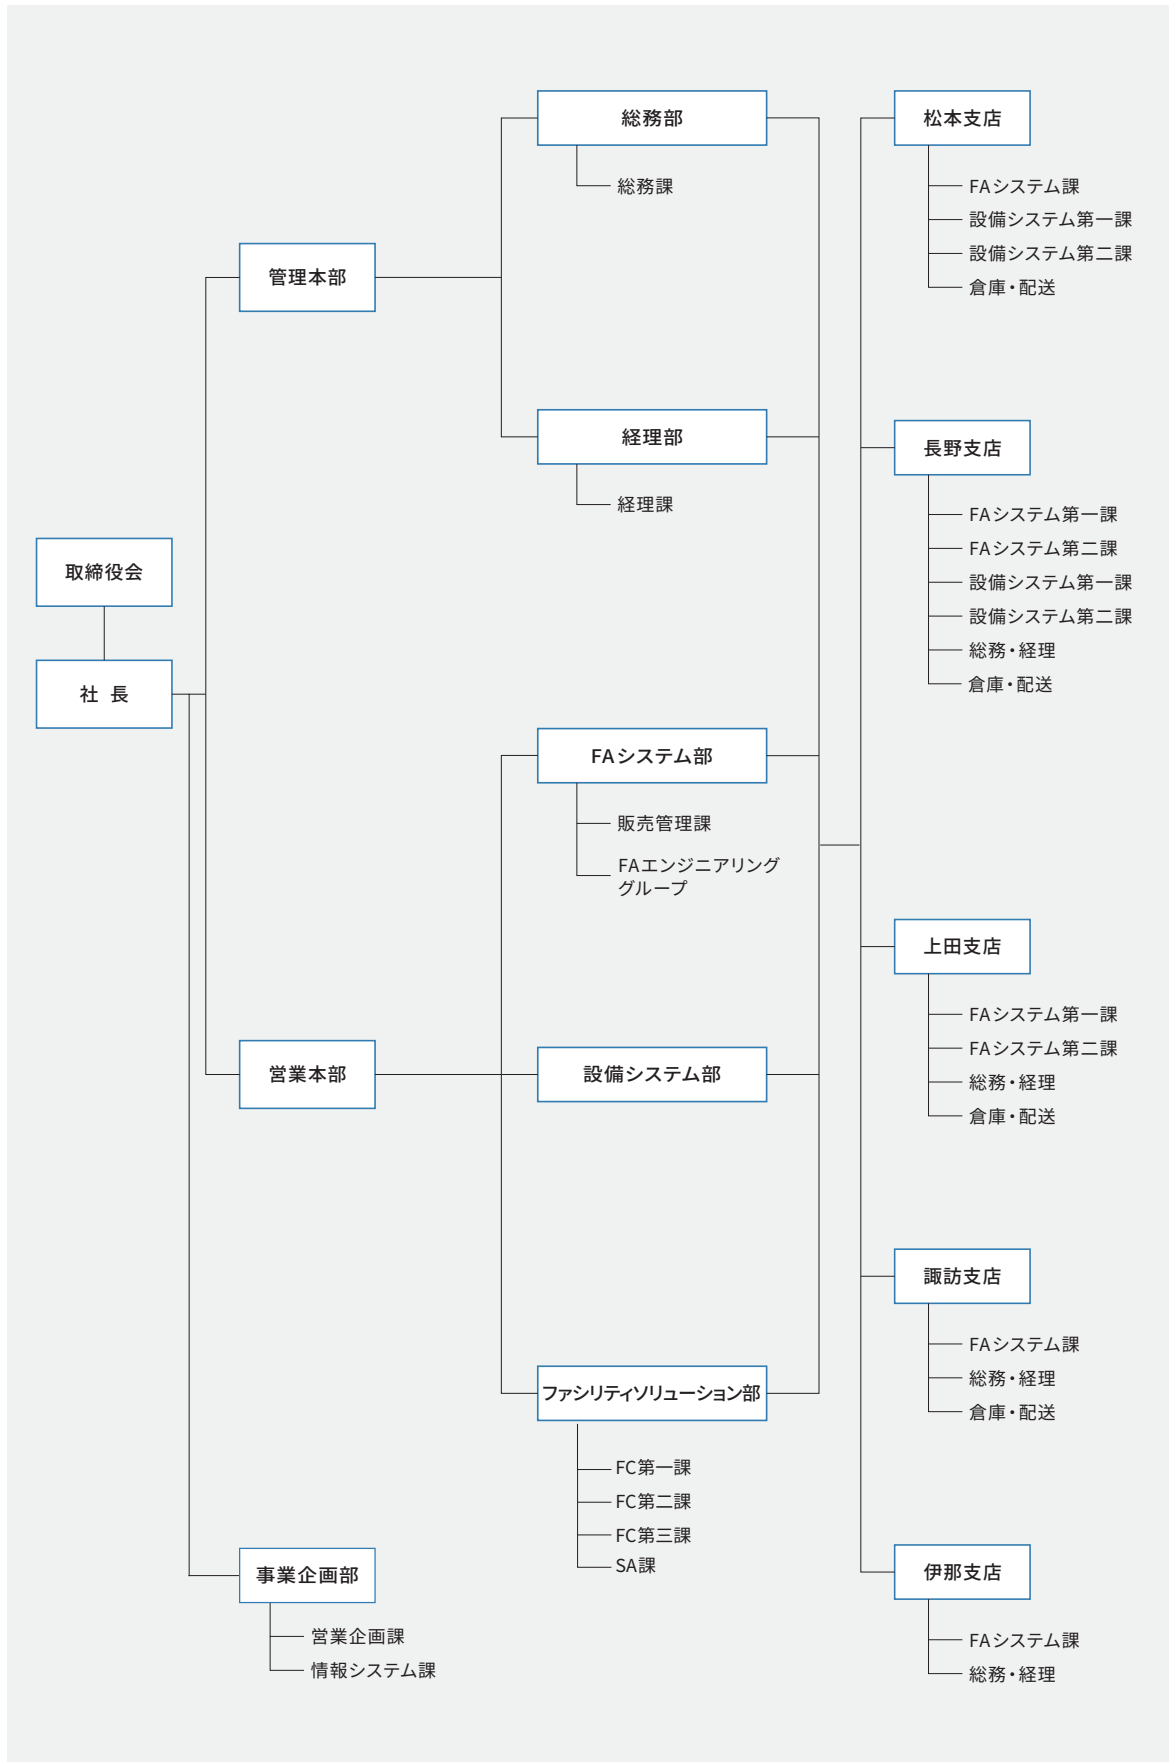 取締役会
社 長
管理本部
総務部
総務課
経理部
経理課
営業本部
FAシステム部
販売管理課
FAエンジニアリング
グループ
設備システム部
ファシリティソリューション部
FC第一課
FC第二課
FC第三課
SA課
事業企画部
営業企画課
情報システム課
松本支店
FAシステム課
設備システム第一課
設備システム第二課
倉庫・配送
長野支店
FAシステム第一課
FAシステム第二課
設備システム第一課
設備システム第二課
総務・経理
倉庫・配送
上田支店
FAシステム第一課
FAシステム第二課
総務・経理
倉庫・配送
諏訪支店
FAシステム課
総務・経理
倉庫・配送
伊那支店
FAシステム課
総務・経理